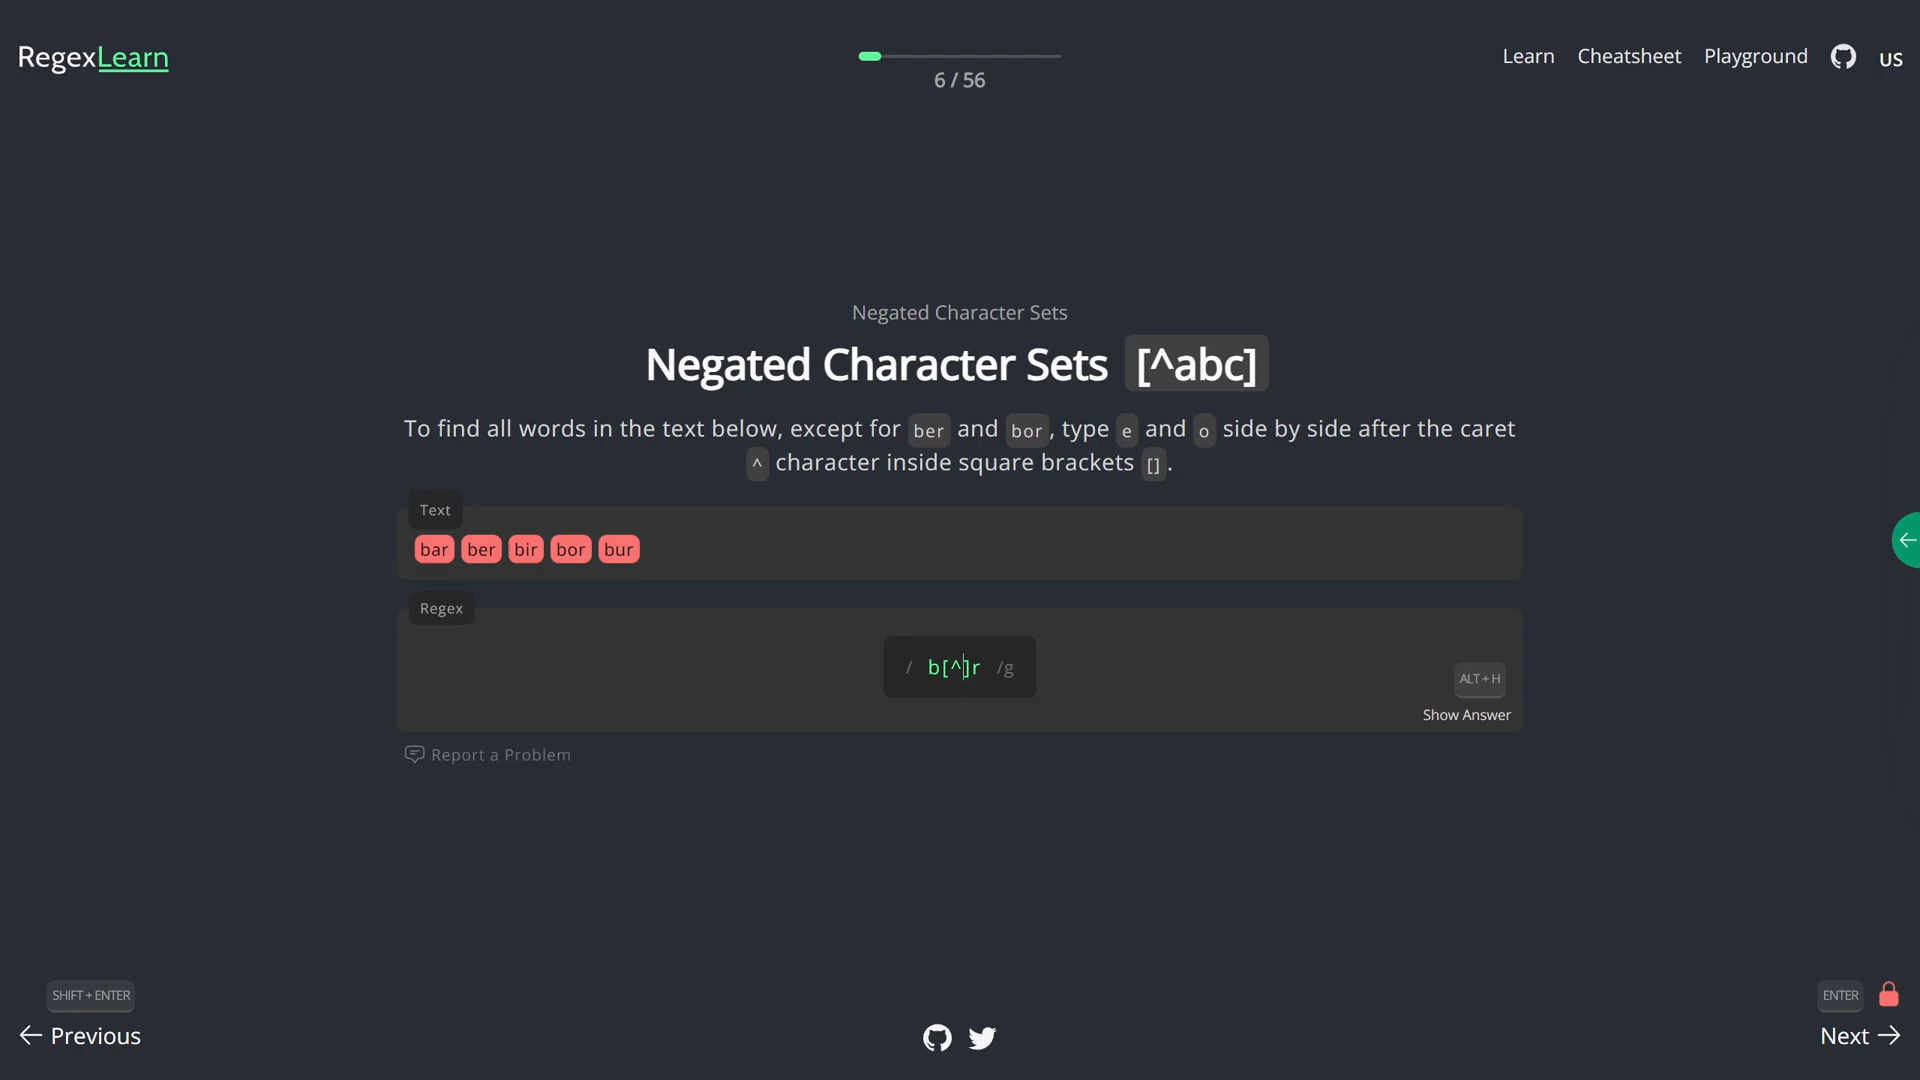 RegexLearn
6 / 56
Learn Cheatsheet Playground US
Negated Character Sets
Negated Character Sets [^abc]
To find all words in the text below, except for ber and bor, type e and o side by side after the caret
^ character inside square brackets [].
Text
bar ber bir bor bur
Regex
/ b[^]r /g
ALT + H
Show Answer
Report a Problem
SHIFT + ENTER
← Previous
ENTER
Next →